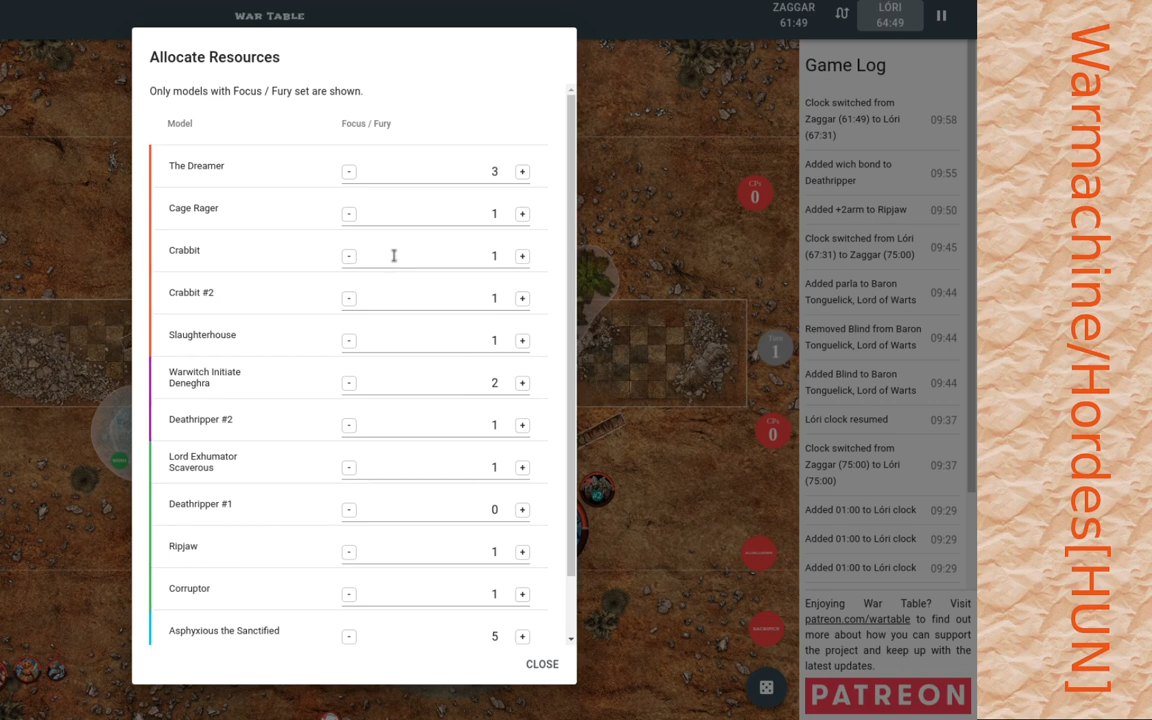 WAR TABLE
ZAGGAR
61:49
LÓRI
64:49
Allocate Resources
Only models with Focus / Fury set are shown.
Model
Focus / Fury
The Dreamer
- 3 +
Cage Rager
- 1 +
Crabbit
- 1 +
Crabbit #2
- 1 +
Slaughterhouse
- 1 +
Warwitch Initiate
Deneghra
- 2 +
Deathripper #2
- 1 +
Lord Exhumator
Scaverous
- 1 +
Deathripper #1
- 0 +
Ripjaw
- 1 +
Corruptor
- 1 +
Asphyxious the Sanctified
- 5 +
CLOSE
CPs
0
Turn
1
CPs
0
Game Log
Clock switched from
Zaggar (61:49) to Lóri
(67:31)
09:58
Added wich bond to
Deathripper
09:55
Added +2arm to Ripjaw
09:50
Clock switched from Lóri
(67:31) to Zaggar (75:00)
09:45
Added parla to Baron
Tonguelick, Lord of Warts
09:44
Removed Blind from Baron
Tonguelick, Lord of Warts
09:44
Added Blind to Baron
Tonguelick, Lord of Warts
09:44
Lóri clock resumed
09:37
Clock switched from
Zaggar (75:00) to Lóri
(75:00)
09:37
Added 01:00 to Lóri clock
09:29
Added 01:00 to Lóri clock
09:29
Added 01:00 to Lóri clock
09:29
Enjoying War Table? Visit
patreon.com/wartable to find out
more about how you can support
the project and keep up with the
latest updates.
PATREON
Warmachine/Hordes[HUN]